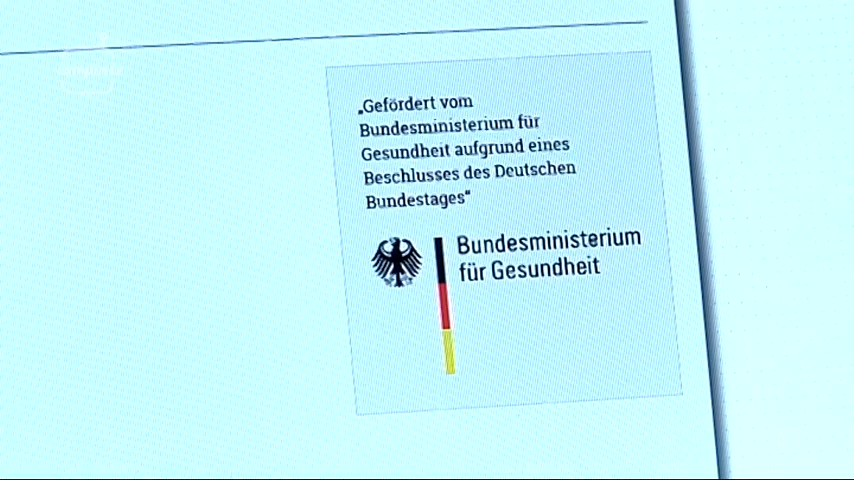 „Gefördert vom
Bundesministerium für
Gesundheit aufgrund eines
Beschlusses des Deutschen
Bundestages“
Bundesministerium
für Gesundheit